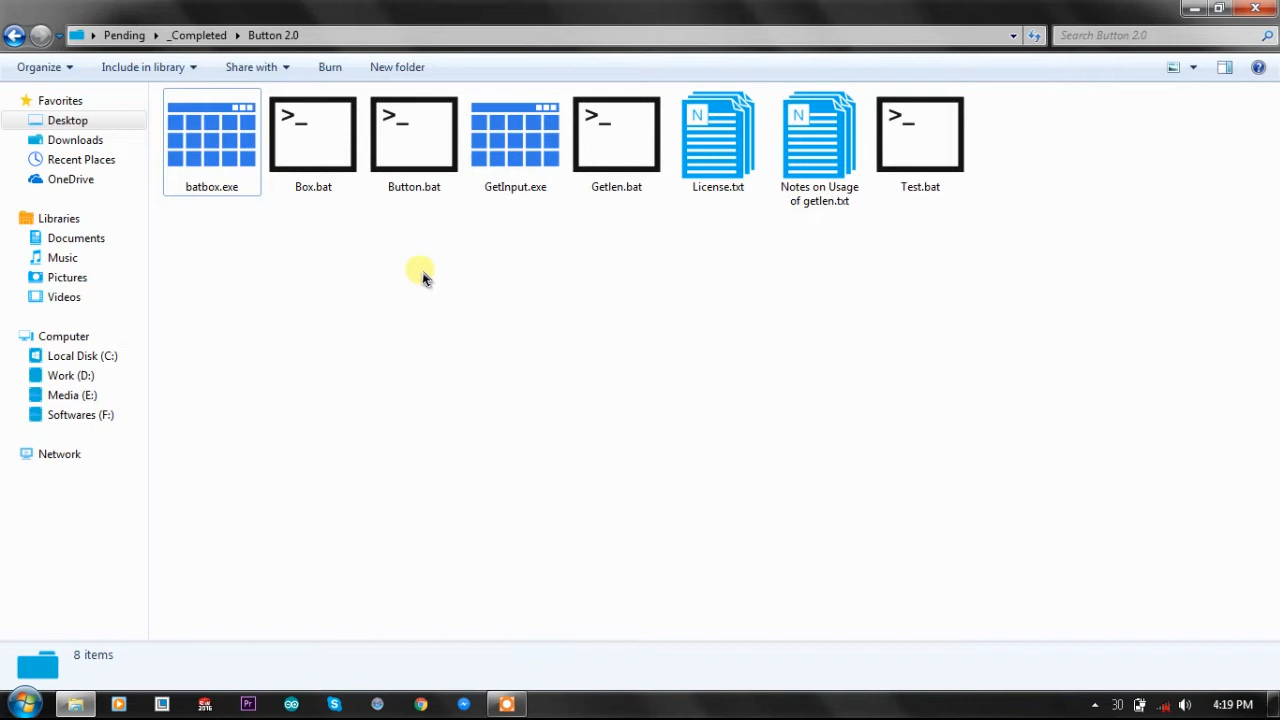 Pending
_Completed
Button 2.0
Search Button 2.0
Organize
Include in library
Share with
Burn
New folder
Favorites
Desktop
Downloads
Recent Places
OneDrive
Libraries
Documents
Music
Pictures
Videos
Computer
Local Disk (C:)
Work (D:)
Media (E:)
Softwares (F:)
Network
>_
>_
>_
N
N
>_
batbox.exe
Box.bat
Button.bat
GetInput.exe
Getlen.bat
License.txt
Notes on Usage
of getlen.txt
Test.bat
8 items
2016
Pr
30
4:19 PM